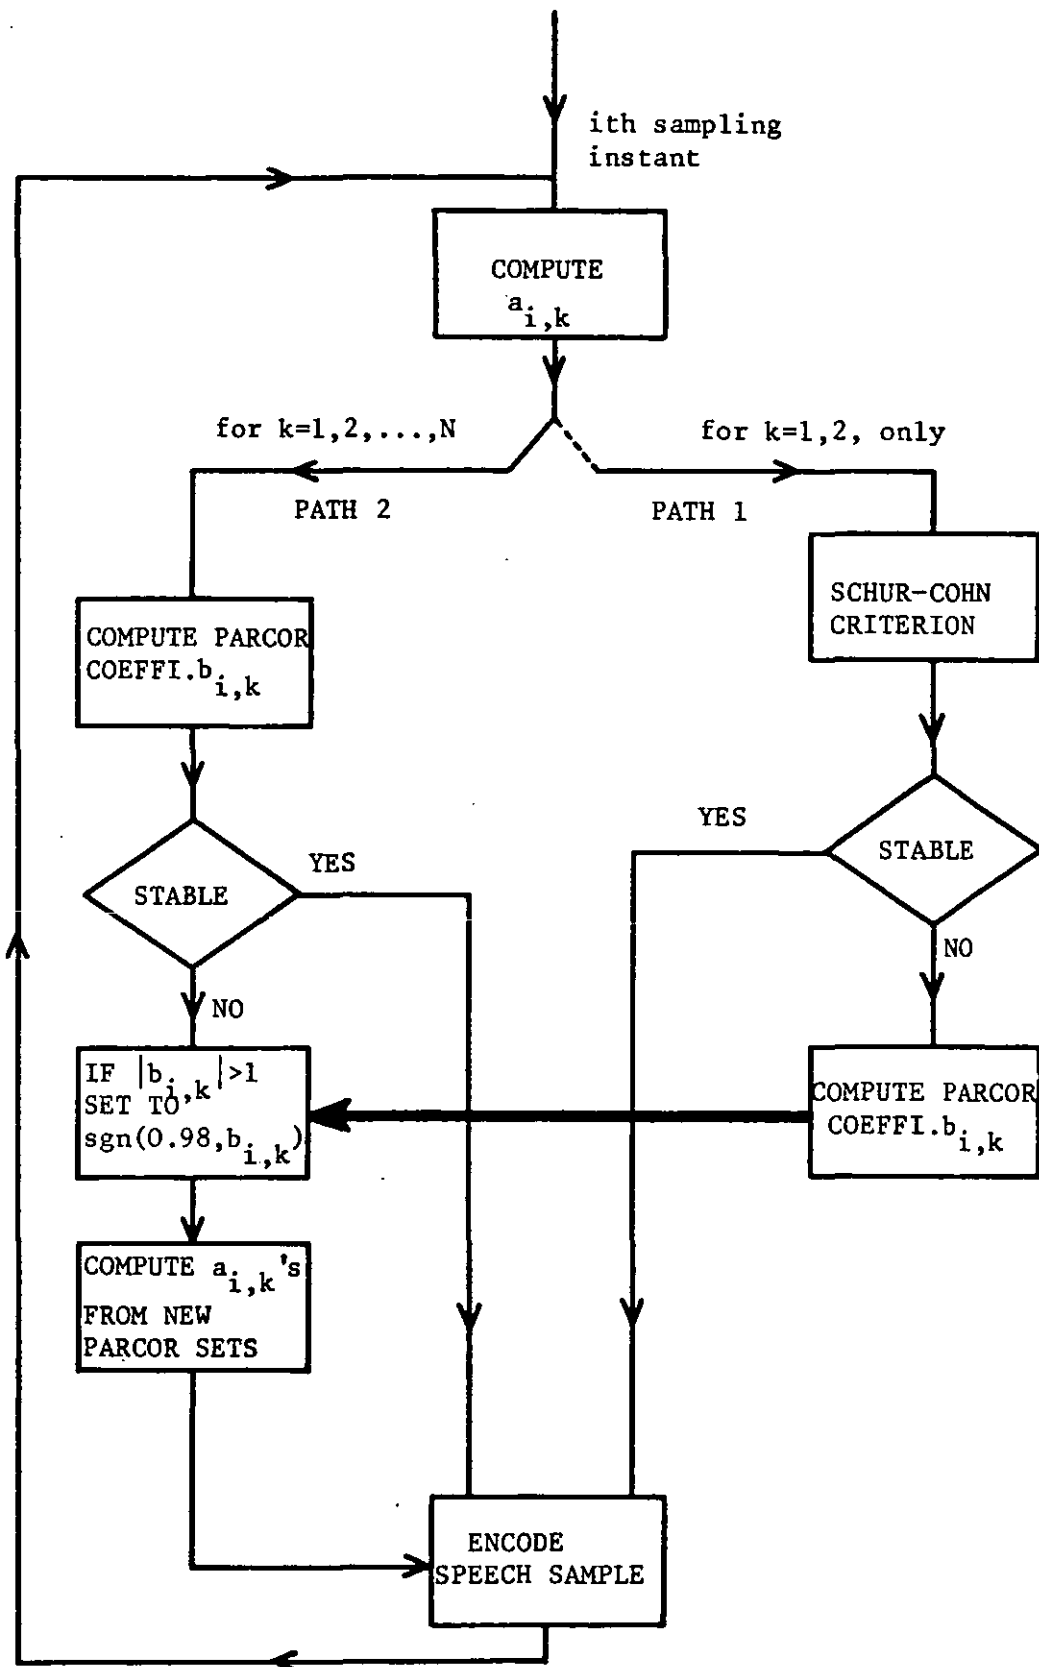 ith sampling
instant
COMPUTE
a i,k
for k=1,2,...,N
for k=1,2, only
PATH 2
PATH 1
SCHUR-COHN
CRITERION
COMPUTE PARCOR
COEFFI.b i,k
YES
STABLE
YES
STABLE
NO
NO
IF |b i,k|>1
SET TO
sgn(0.98,b i,k)
COMPUTE PARCOR
COEFFI.b i,k
COMPUTE a i,k's
FROM NEW
PARCOR SETS
ENCODE
SPEECH SAMPLE